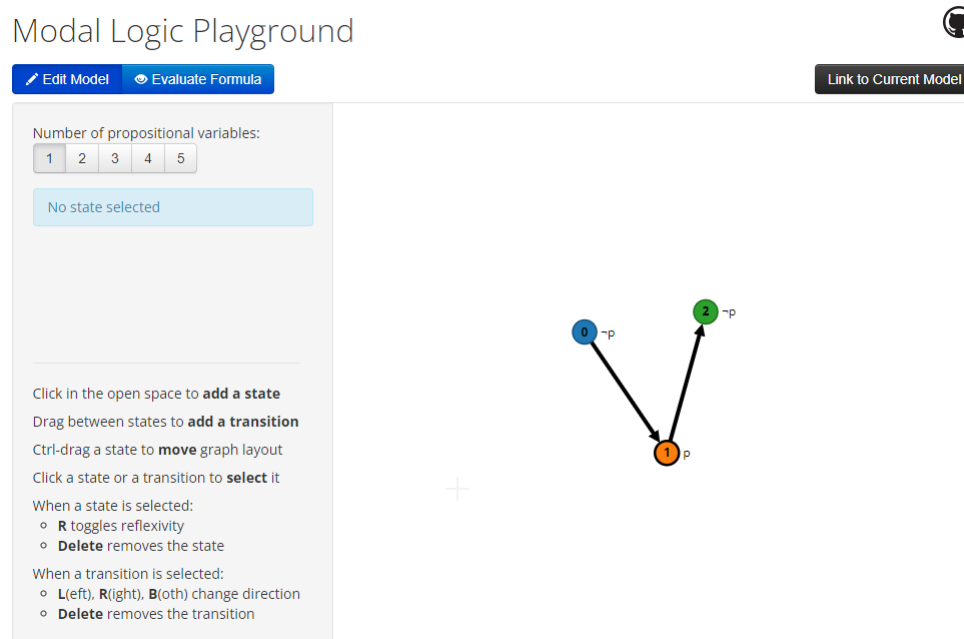 Modal Logic Playground
Edit Model Evaluate Formula Link to Current Model
Number of propositional variables:
1 2 3 4 5
No state selected
2 ¬p
0 ¬p
1 p
Click in the open space to add a state
Drag between states to add a transition
Ctrl-drag a state to move graph layout
Click a state or a transition to select it
When a state is selected:
R toggles reflexivity
Delete removes the state
When a transition is selected:
L(eft), R(ight), B(oth) change direction
Delete removes the transition